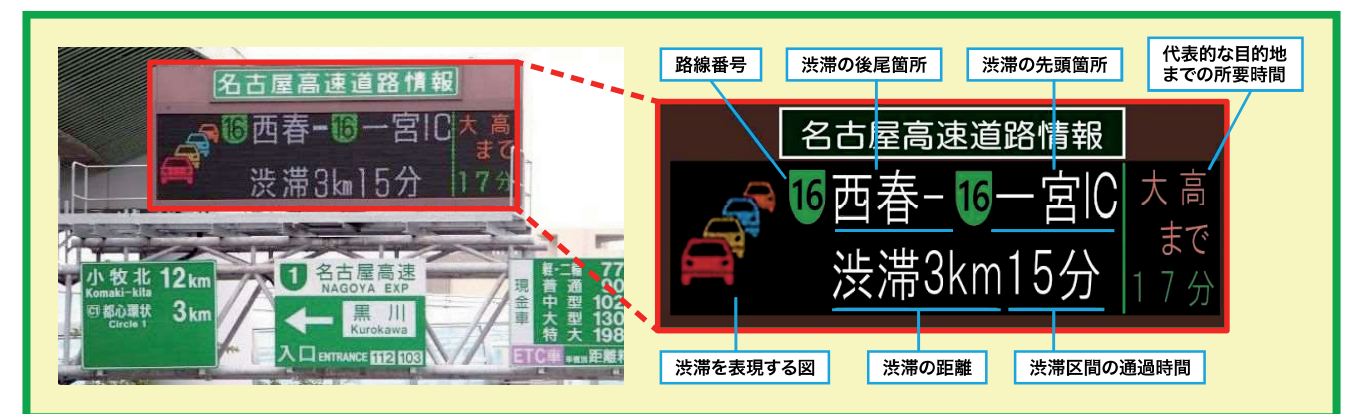 名古屋高速道路情報
16 西春-16 一宮IC
渋滞3km15分
大高
まで
17分
小牧北 12km
Komaki-kita
C1 都心環状 3km
Circle 1
1 名古屋高速
NAGOYA EXP
黒川
Kurokawa
入口 ENTRANCE 112 103
現金車
軽・二輪 77
普通 00
中型 102
大型 130
特大 198
ETC車
距離
路線番号
渋滞の後尾箇所
渋滞の先頭箇所
代表的な目的地
までの所要時間
名古屋高速道路情報
16 西春-16 一宮IC
渋滞3km15分
大高
まで
17分
渋滞を表現する図
渋滞の距離
渋滞区間の通過時間